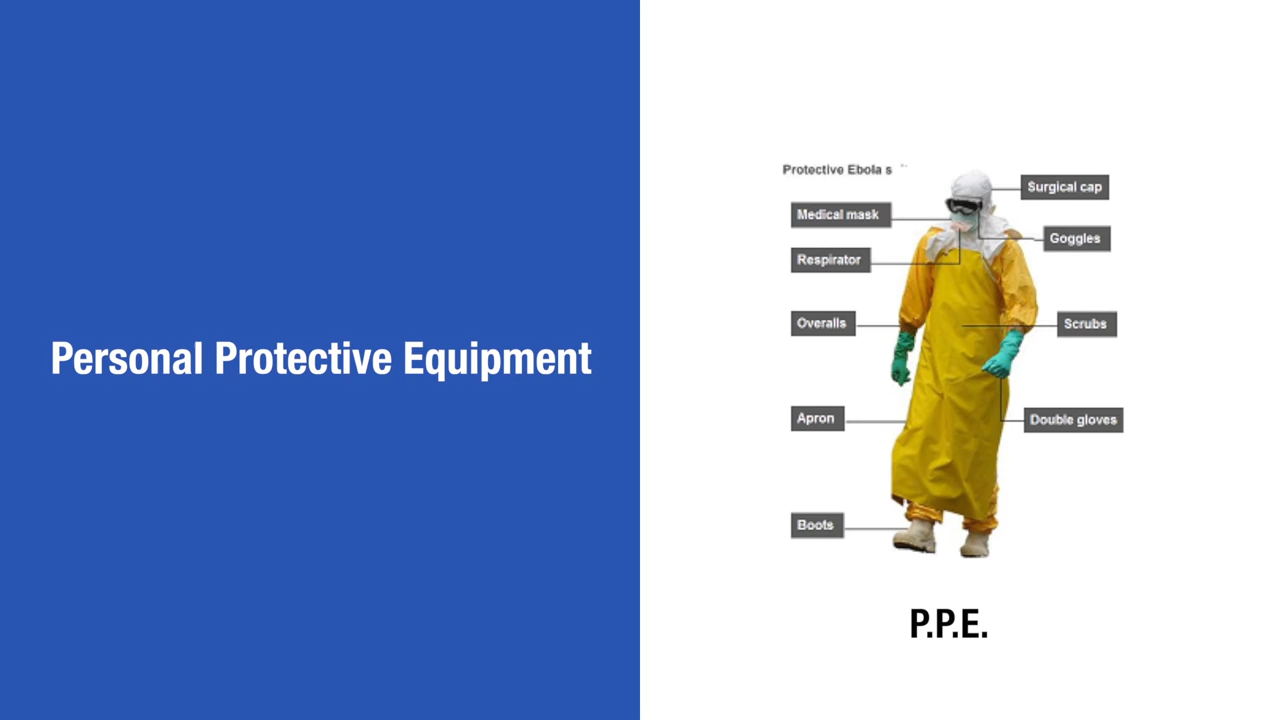 Personal Protective Equipment
Protective Ebola s
Surgical cap
Medical mask
Goggles
Respirator
Overalls
Scrubs
Apron
Double gloves
Boots
P.P.E.